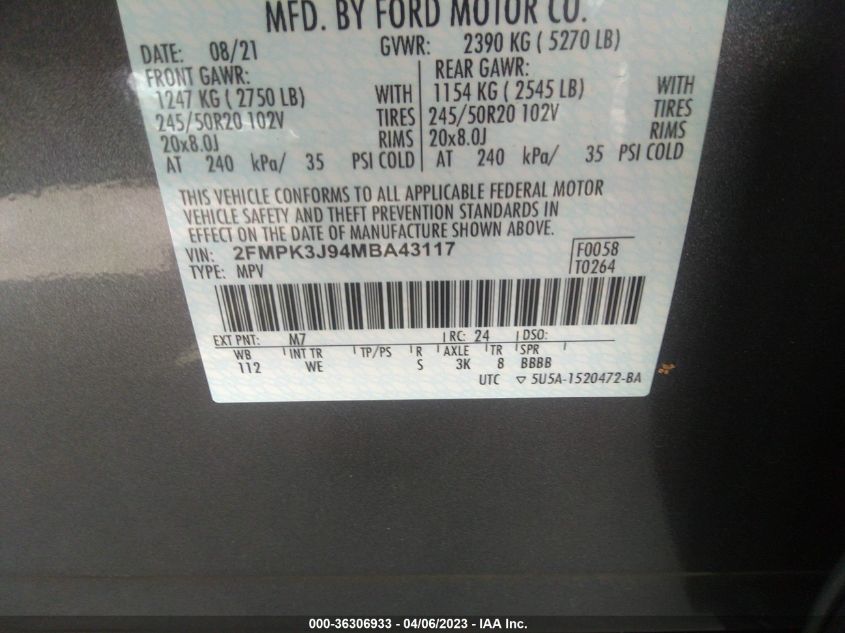 MFD. BY FORD MOTOR CO.
DATE: 08/21 GVWR: 2390 KG ( 5270 LB)
FRONT GAWR: REAR GAWR:
1247 KG ( 2750 LB) WITH 1154 KG ( 2545 LB) WITH
245/50R20 102V TIRES 245/50R20 102V TIRES
20x8.0J RIMS 20x8.0J RIMS
AT 240 kPa/ 35 PSI COLD AT 240 kPa/ 35 PSI COLD
THIS VEHICLE CONFORMS TO ALL APPLICABLE FEDERAL MOTOR
VEHICLE SAFETY AND THEFT PREVENTION STANDARDS IN
EFFECT ON THE DATE OF MANUFACTURE SHOWN ABOVE.
VIN: 2FMPK3J94MBA43117 F0058
TYPE: MPV T0264
EXT PNT: M7 RC: 24 DSO:
WB INT TR TP/PS R AXLE TR SPR
112 WE S 3K 8 BBBB
UTC ▽ 5U5A-1520472-BA
000-36306933 - 04/06/2023 - IAA Inc.